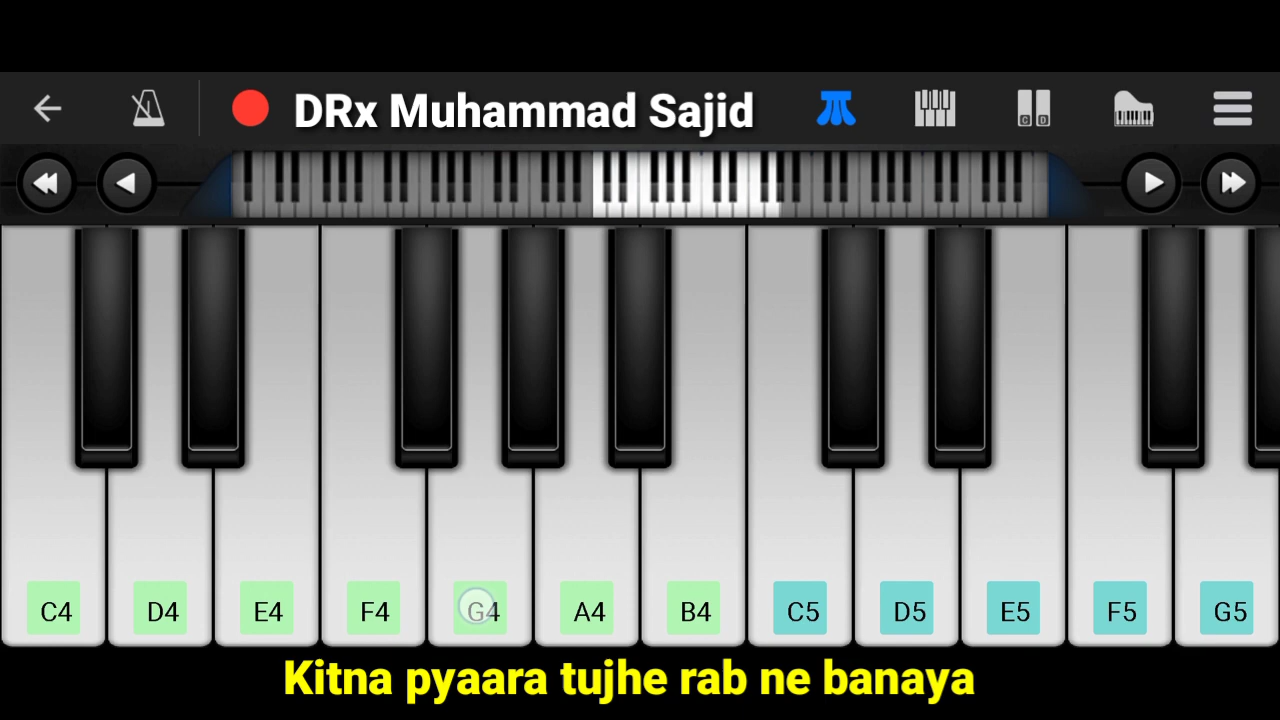 DRx Muhammad Sajid
C4 D4 E4 F4 G4 A4 B4 C5 D5 E5 F5 G5
Kitna pyaara tujhe rab ne banaya